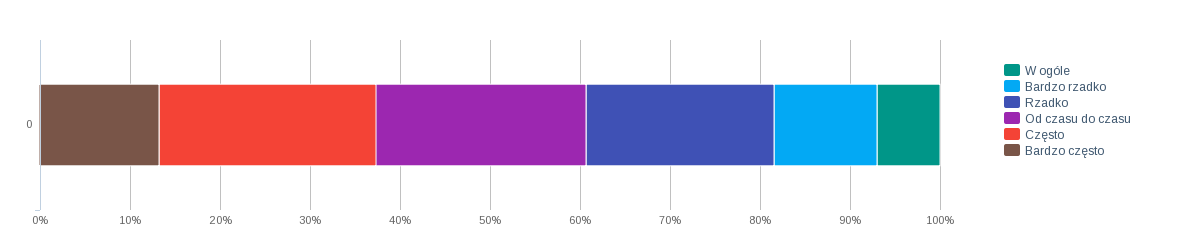 W ogóle
Bardzo rzadko
Rzadko
Od czasu do czasu
Często
Bardzo często
0
0% 10% 20% 30% 40% 50% 60% 70% 80% 90% 100%